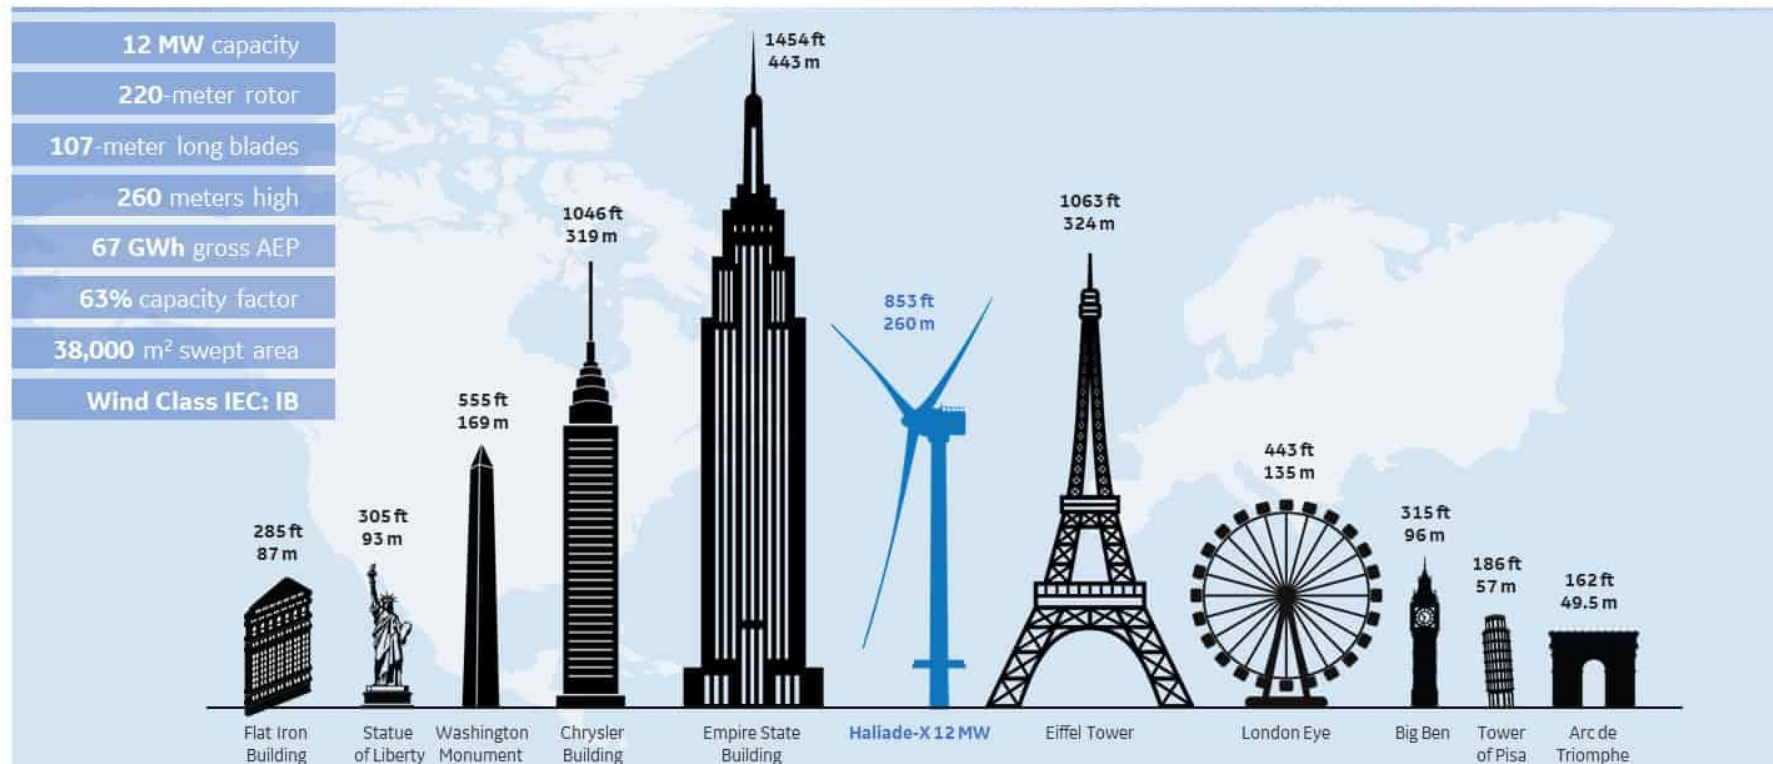 12 MW capacity
220-meter rotor
107-meter long blades
260 meters high
67 GWh gross AEP
63% capacity factor
38,000 m² swept area
Wind Class IEC: IB
285 ft
87 m
305 ft
93 m
555 ft
169 m
1046 ft
319 m
1454 ft
443 m
853 ft
260 m
1063 ft
324 m
443 ft
135 m
315 ft
96 m
186 ft
57 m
162 ft
49.5 m
Flat Iron
Building
Statue
of Liberty
Washington
Monument
Chrysler
Building
Empire State
Building
Haliade-X 12 MW
Eiffel Tower
London Eye
Big Ben
Tower
of Pisa
Arc de
Triomphe